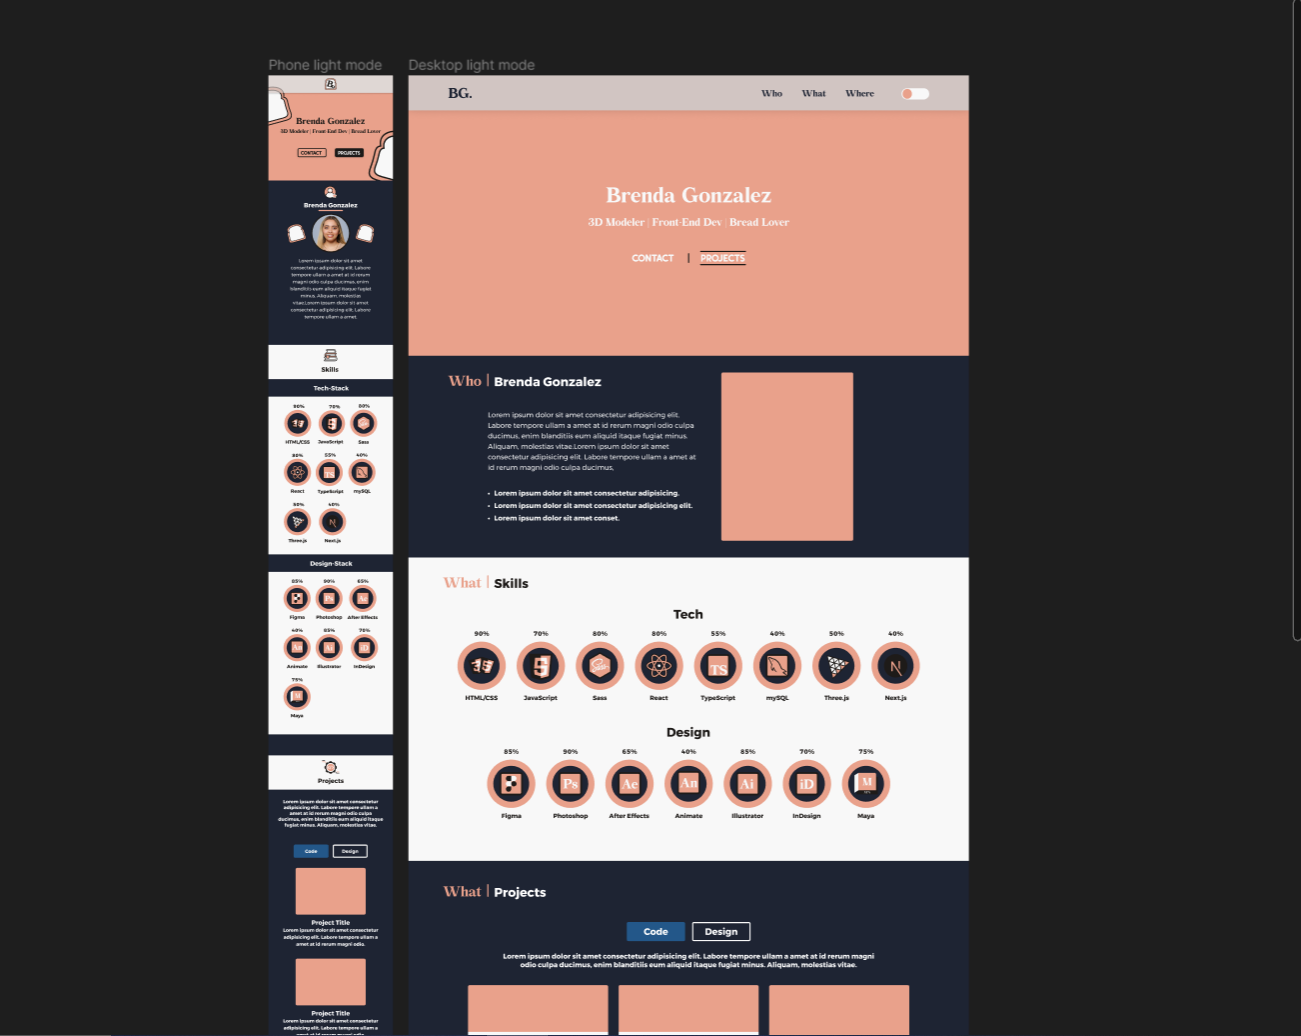 Phone light mode
Brenda Gonzalez
3D Modeler | Front-End Dev | Bread Lover
CONTACT
PROJECTS
Brenda Gonzalez
Lorem ipsum dolor sit amet
consectetur adipisicing elit. Labore
tempore ullam a amet at id rerum
magni odio culpa ducimus, enim
blanditiis eum aliquid itaque fugiat
minus. Aliquam, molestias
vitae.Lorem ipsum dolor sit amet
consectetur adipisicing elit. Labore
tempore ullam a amet.
Skills
Tech-Stack
90% 70% 80%
HTML/CSS JavaScript Sass
80% 55% 40%
TS
React TypeScript mySQL
50% 40%
N
Three.js Next.js
Design-Stack
85% 90% 65%
Ps Ae
Figma Photoshop After Effects
40% 85% 70%
An Ai iD
Animate Illustrator InDesign
75%
M
Maya
Projects
Lorem ipsum dolor sit amet consectetur
adipisicing elit. Labore tempore ullam a
amet at id rerum magni odio culpa
ducimus, enim blanditiis eum aliquid itaque
fugiat minus. Aliquam, molestias vitae.
Code Design
Project Title
Lorem ipsum dolor sit amet consectetur
adipisicing elit. Labore tempore ullam a
amet at id rerum magni odio.
Project Title
Lorem ipsum dolor sit amet consectetur
adipisicing elit. Labore tempore ullam a
Desktop light mode
BG. Who What Where
Brenda Gonzalez
3D Modeler | Front-End Dev | Bread Lover
CONTACT | PROJECTS
Who | Brenda Gonzalez
Lorem ipsum dolor sit amet consectetur adipisicing elit.
Labore tempore ullam a amet at id rerum magni odio culpa
ducimus, enim blanditiis eum aliquid itaque fugiat minus.
Aliquam, molestias vitae.Lorem ipsum dolor sit amet
consectetur adipisicing elit. Labore tempore ullam a amet at
id rerum magni odio culpa ducimus,
• Lorem ipsum dolor sit amet consectetur adipisicing.
• Lorem ipsum dolor sit amet consectetur adipisicing elit.
• Lorem ipsum dolor sit amet conset.
What | Skills
Tech
90% 70% 80% 80% 55% 40% 50% 40%
Sass TS N
HTML/CSS JavaScript Sass React TypeScript mySQL Three.js Next.js
Design
85% 90% 65% 40% 85% 70% 75%
Ps Ae An Ai iD M
Figma Photoshop After Effects Animate Illustrator InDesign Maya
What | Projects
Code Design
Lorem ipsum dolor sit amet consectetur adipisicing elit. Labore tempore ullam a amet at id rerum magni
odio culpa ducimus, enim blanditiis eum aliquid itaque fugiat minus. Aliquam, molestias vitae.